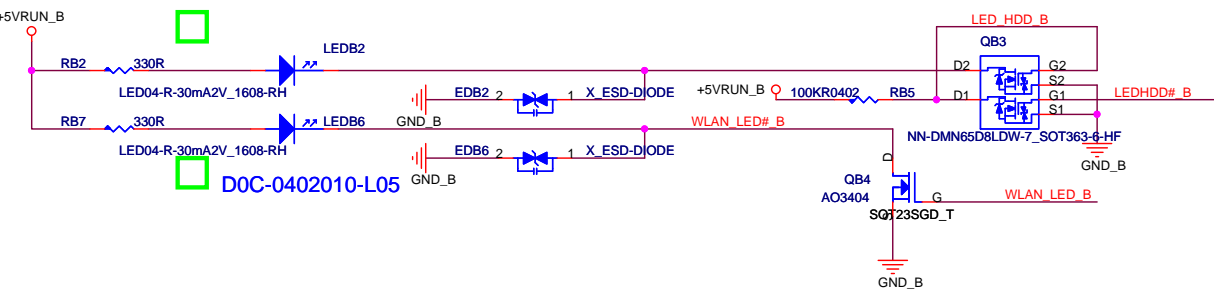 +5VRUN_B
LED_HDD_B
LEDB2
QB3
RB2
330R
D2
G2
S2
LED04-R-30mA2V_1608-RH
EDB2
2
1
X_ESD-DIODE
+5VRUN_B
100KR0402
RB5
D1
G1
LEDHDD#_B
GND_B
S1
RB7
330R
LEDB6
WLAN_LED#_B
NN-DMN65D8LDW-7_SOT363-6-HF
LED04-R-30mA2V_1608-RH
EDB6
2
1
X_ESD-DIODE
D
GND_B
GND_B
D0C-0402010-L05
QB4
AO3404
G
WLAN_LED_B
SOT23SGD_T
S
GND_B